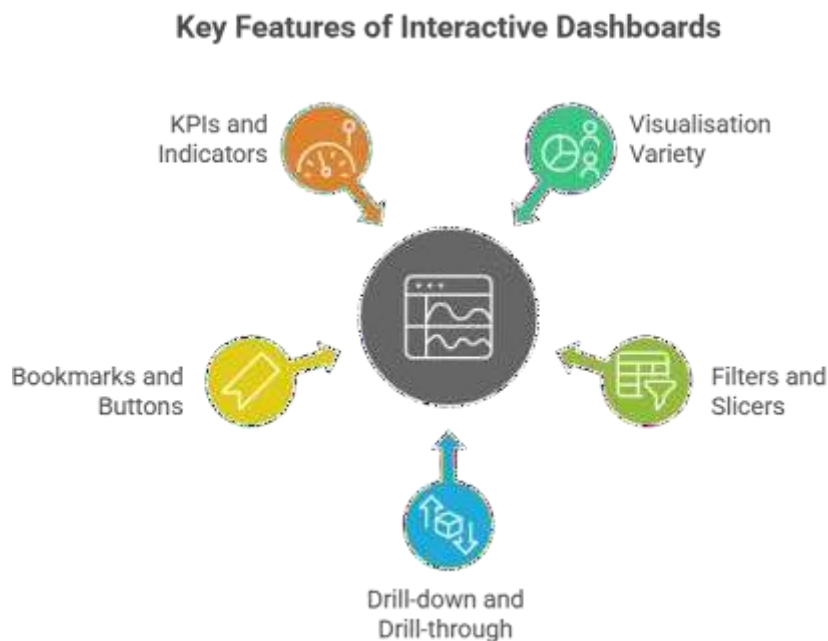 Key Features of Interactive Dashboards
KPIs and
Indicators
Visualisation
Variety
Bookmarks and
Buttons
Filters and
Slicers
Drill-down and
Drill-through